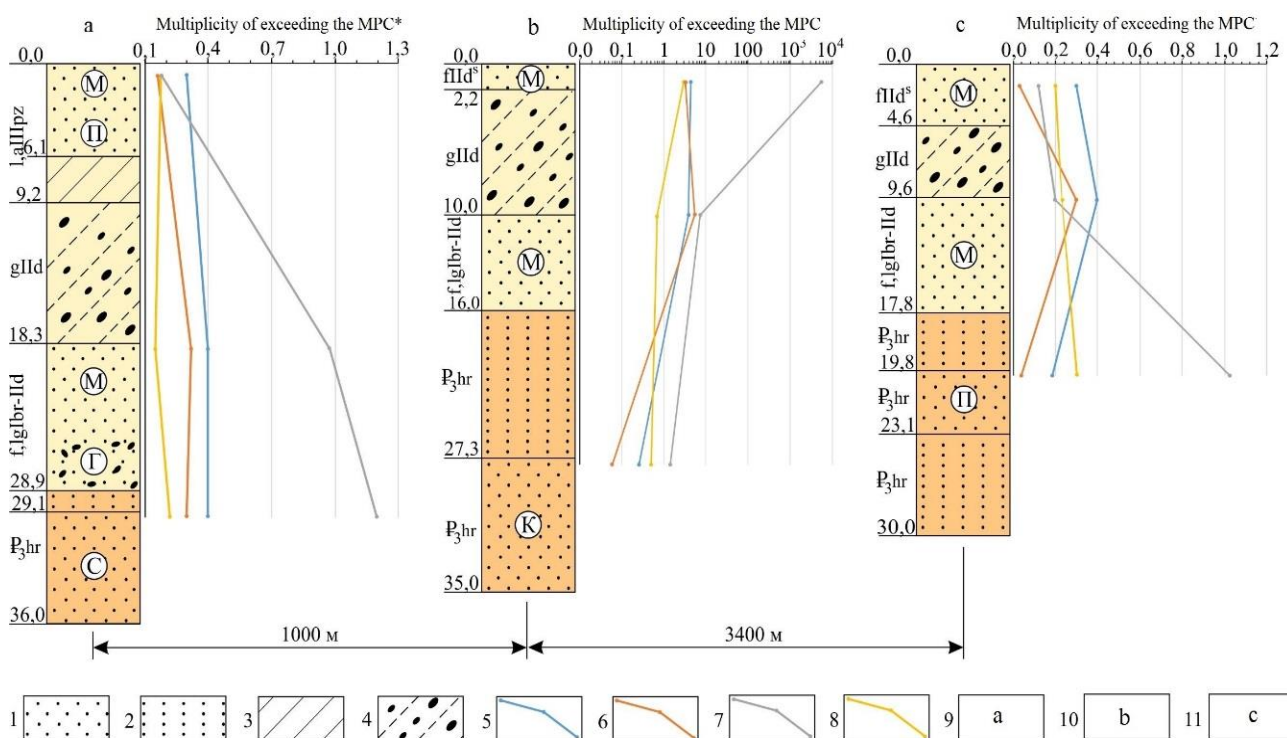 a
Multiplicity of exceeding the MPC*
0,0
0,1
0,4
0,7
1,0
1,3
М
П
l,aIIIpz
6,1
9,2
gIId
18,3
М
f,lgIbr-IId
Г
28,9
29,1
₽₃hr
С
36,0
b
Multiplicity of exceeding the MPC
0,0
0,0
0,1
1
10
100
10³
10⁴
fIIdˢ
М
2,2
gIId
10,0
f,lgIbr-IId
М
16,0
₽₃hr
27,3
₽₃hr
К
35,0
c
Multiplicity of exceeding the MPC
0,0
0,0
0,2
0,4
0,6
1,0
1,2
fIIdˢ
М
4,6
gIId
9,6
f,lgIbr-IId
М
17,8
₽₃hr
19,8
₽₃hr
П
23,1
₽₃hr
30,0
1000 м
3400 м
1
2
3
4
5
6
7
8
9 a
10 b
11 c